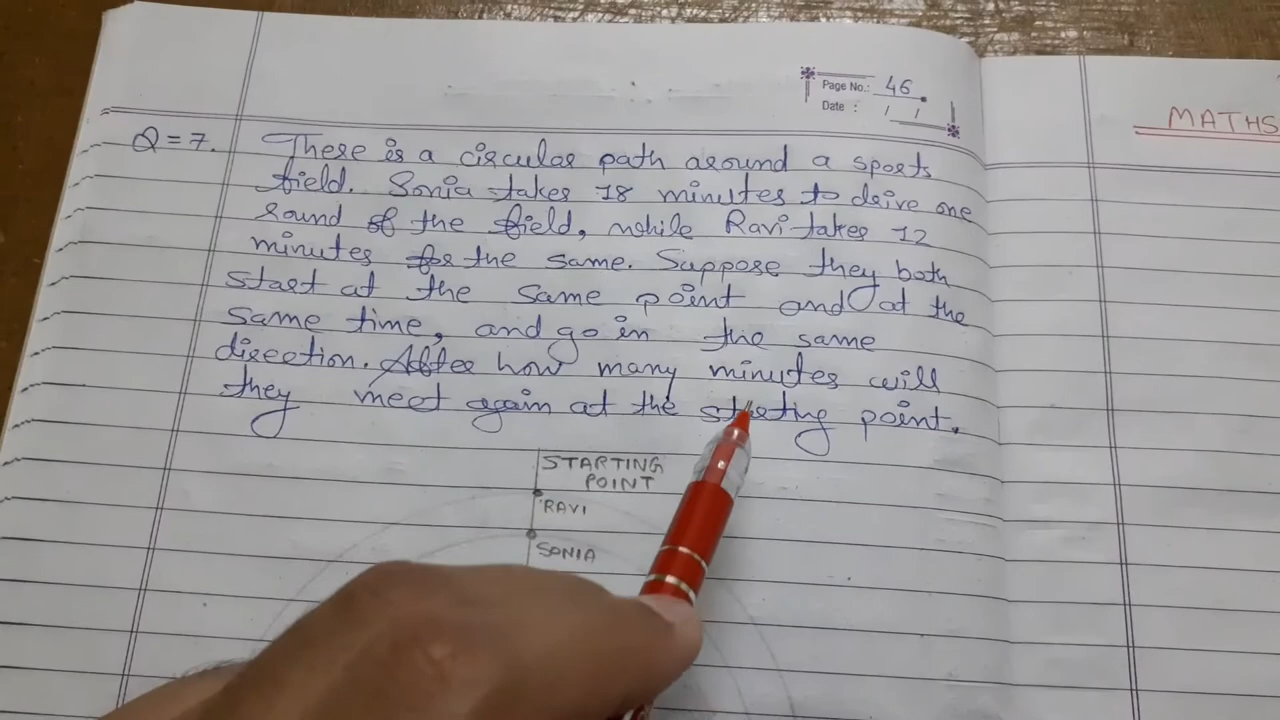 Page No.: 46
Date : / /
MATHS
Q=7. There is a circular path around a sports
field. Sonia takes 18 minutes to drive one
round of the field, while Ravi takes 12
minutes for the same. Suppose they both
start at the same point and at the
same time, and go in the same
direction. After how many minutes will
they meet again at the starting point.
STARTING
POINT
RAVI
SONIA